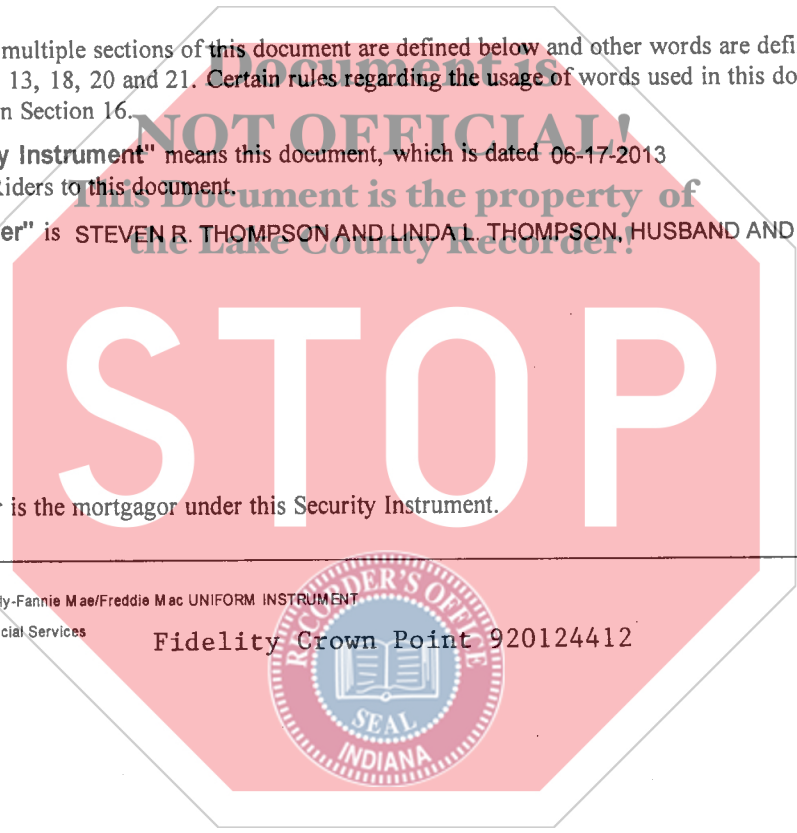 multiple sections of this document are defined below and other words are defi
13, 18, 20 and 21. Certain rules regarding the usage of words used in this do
n Section 16.
Document is
NOT OFFICIAL!
y Instrument" means this document, which is dated 06-17-2013
Riders to this document.
This Document is the property of
the Lake County Recorder!
er" is STEVEN R. THOMPSON AND LINDA L. THOMPSON, HUSBAND AND
STOP
r is the mortgagor under this Security Instrument.
ly-Fannie Mae/Freddie Mac UNIFORM INSTRUMENT
cial Services
Fidelity Crown Point 920124412
RECORDER'S OFFICE
SEAL
INDIANA